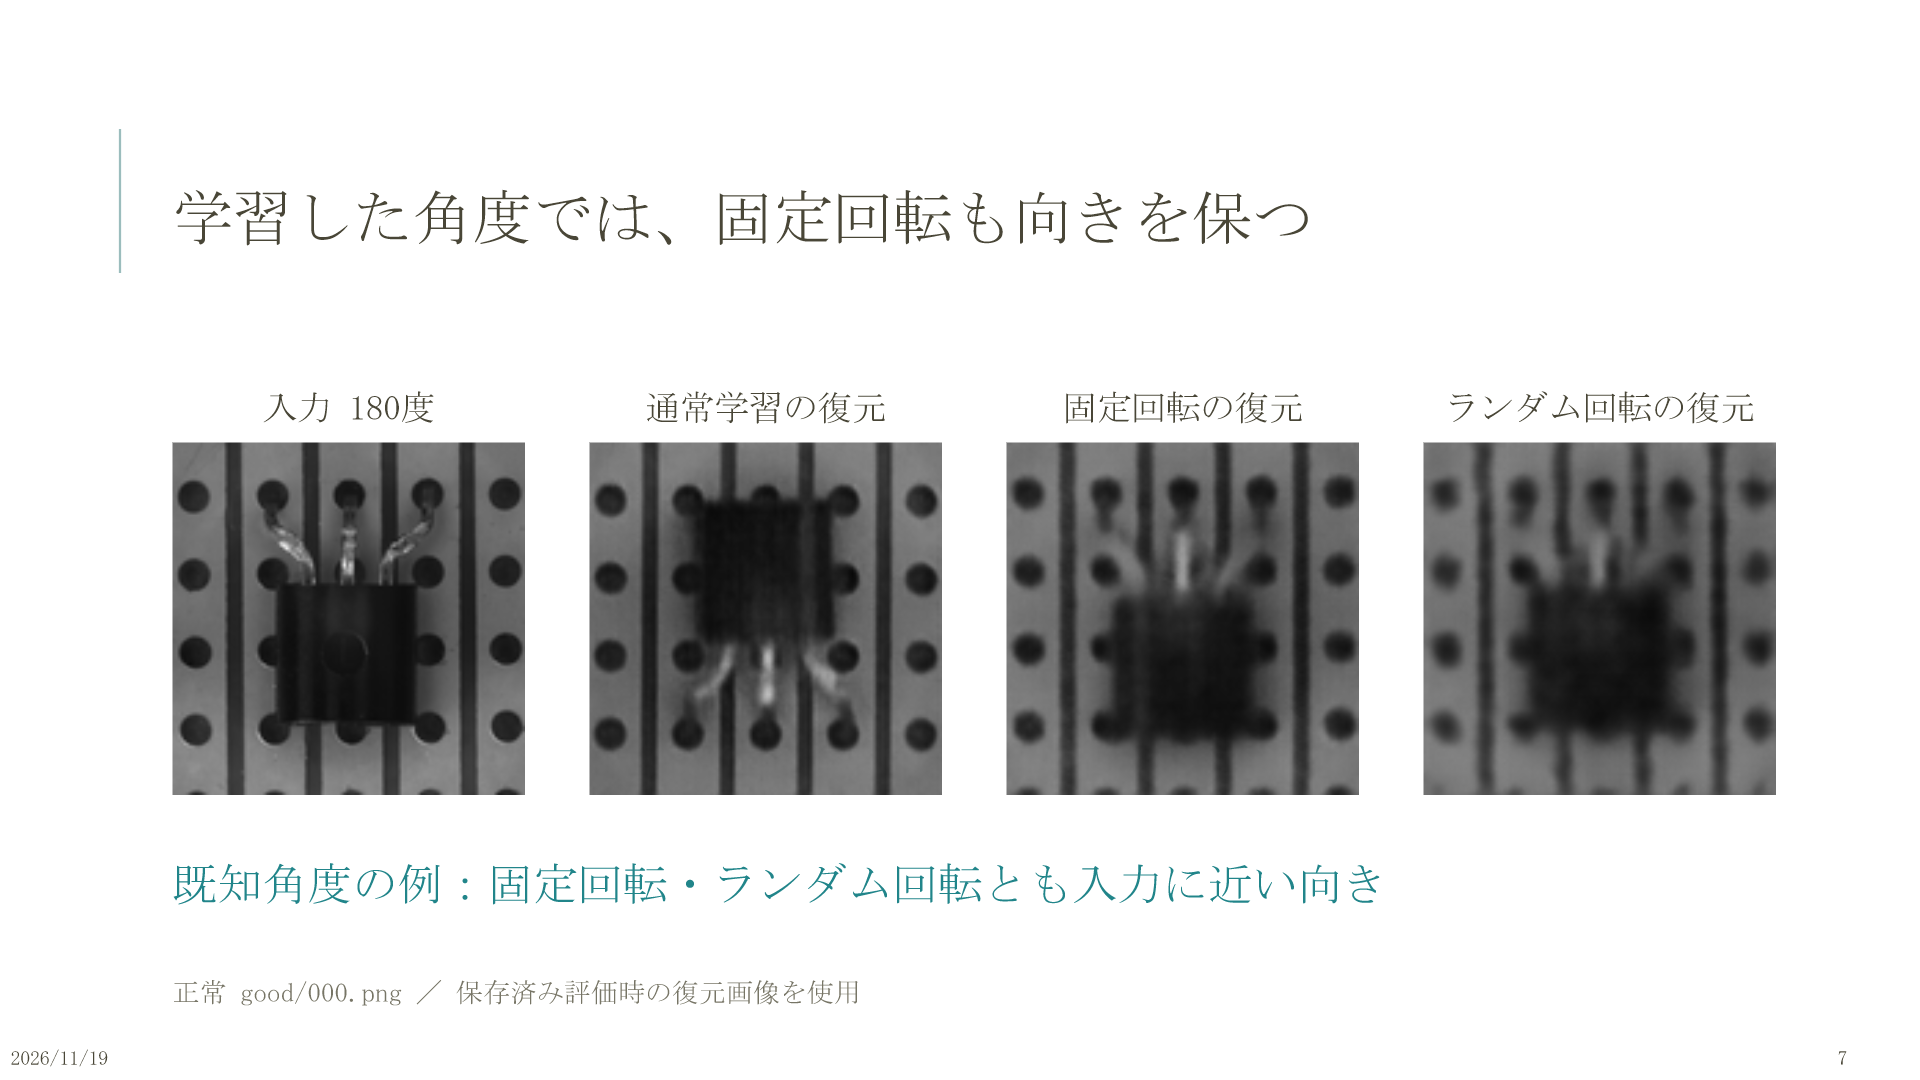 学習した角度では、固定回転も向きを保つ
入力 180度
通常学習の復元
固定回転の復元
ランダム回転の復元
既知角度の例：固定回転・ランダム回転とも入力に近い向き
正常 good/000.png ／ 保存済み評価時の復元画像を使用
2026/11/19
7